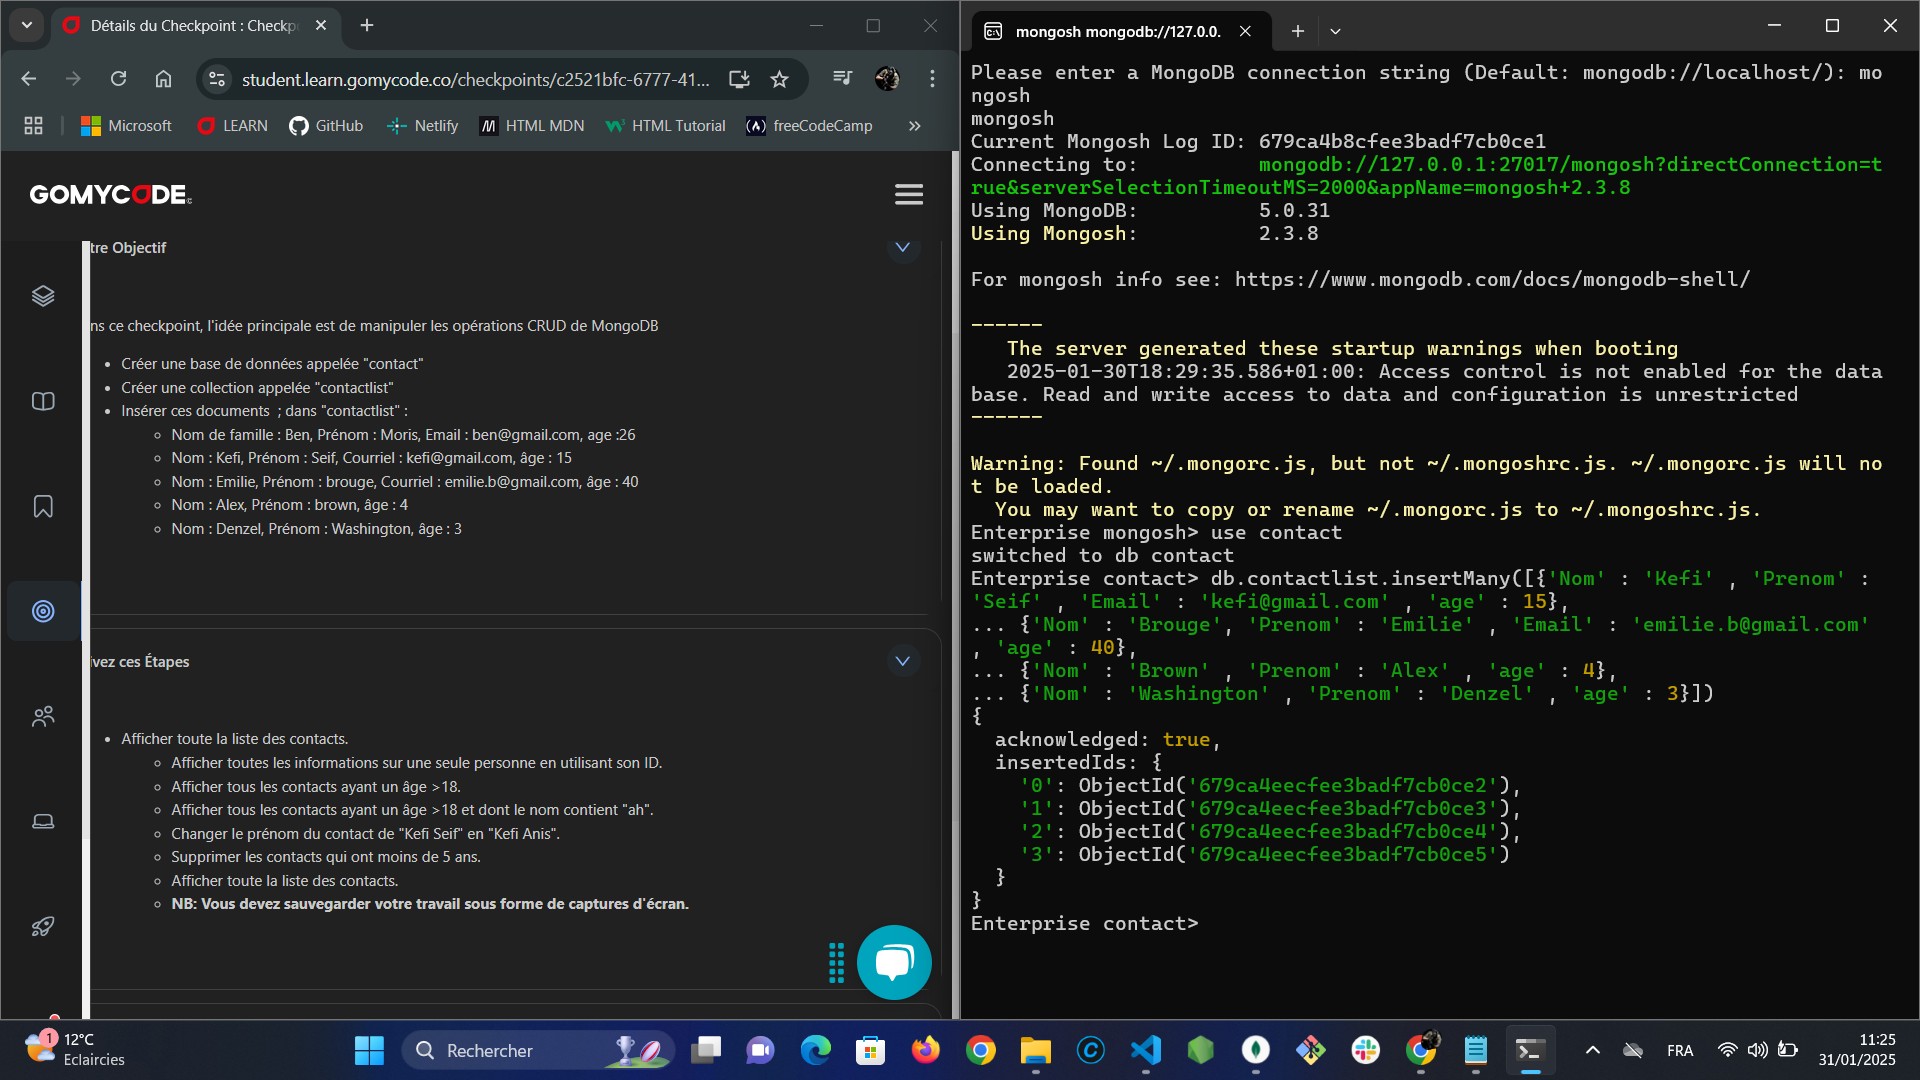 Détails du Checkpoint : Checkp
student.learn.gomycode.co/checkpoints/c2521bfc-6777-41...
Microsoft
LEARN
GitHub
Netlify
HTML MDN
HTML Tutorial
freeCodeCamp
»
GOMYCODE
tre Objectif
ns ce checkpoint, l'idée principale est de manipuler les opérations CRUD de MongoDB
• Créer une base de données appelée "contact"
• Créer une collection appelée "contactlist"
• Insérer ces documents ; dans "contactlist" :
◦ Nom de famille : Ben, Prénom : Moris, Email : ben@gmail.com, age :26
◦ Nom : Kefi, Prénom : Seif, Courriel : kefi@gmail.com, âge : 15
◦ Nom : Emilie, Prénom : brouge, Courriel : emilie.b@gmail.com, âge : 40
◦ Nom : Alex, Prénom : brown, âge : 4
◦ Nom : Denzel, Prénom : Washington, âge : 3
ivez ces Étapes
• Afficher toute la liste des contacts.
◦ Afficher toutes les informations sur une seule personne en utilisant son ID.
◦ Afficher tous les contacts ayant un âge >18.
◦ Afficher tous les contacts ayant un âge >18 et dont le nom contient "ah".
◦ Changer le prénom du contact de "Kefi Seif" en "Kefi Anis".
◦ Supprimer les contacts qui ont moins de 5 ans.
◦ Afficher toute la liste des contacts.
◦ NB: Vous devez sauvegarder votre travail sous forme de captures d'écran.
mongosh mongodb://127.0.0.
Please enter a MongoDB connection string (Default: mongodb://localhost/): mo
ngosh
mongosh
Current Mongosh Log ID: 679ca4b8cfee3badf7cb0ce1
Connecting to: mongodb://127.0.0.1:27017/mongosh?directConnection=t
rue&serverSelectionTimeoutMS=2000&appName=mongosh+2.3.8
Using MongoDB: 5.0.31
Using Mongosh: 2.3.8
For mongosh info see: https://www.mongodb.com/docs/mongodb-shell/
------
The server generated these startup warnings when booting
2025-01-30T18:29:35.586+01:00: Access control is not enabled for the data
base. Read and write access to data and configuration is unrestricted
------
Warning: Found ~/.mongorc.js, but not ~/.mongoshrc.js. ~/.mongorc.js will no
t be loaded.
You may want to copy or rename ~/.mongorc.js to ~/.mongoshrc.js.
Enterprise mongosh> use contact
switched to db contact
Enterprise contact> db.contactlist.insertMany([{'Nom' : 'Kefi' , 'Prenom' :
'Seif' , 'Email' : 'kefi@gmail.com' , 'age' : 15},
... {'Nom' : 'Brouge', 'Prenom' : 'Emilie' , 'Email' : 'emilie.b@gmail.com'
, 'age' : 40},
... {'Nom' : 'Brown' , 'Prenom' : 'Alex' , 'age' : 4},
... {'Nom' : 'Washington' , 'Prenom' : 'Denzel' , 'age' : 3}])
{
acknowledged: true,
insertedIds: {
'0': ObjectId('679ca4eecfee3badf7cb0ce2'),
'1': ObjectId('679ca4eecfee3badf7cb0ce3'),
'2': ObjectId('679ca4eecfee3badf7cb0ce4'),
'3': ObjectId('679ca4eecfee3badf7cb0ce5')
}
}
Enterprise contact>
1
12°C
Eclaircies
Rechercher
FRA
11:25
31/01/2025